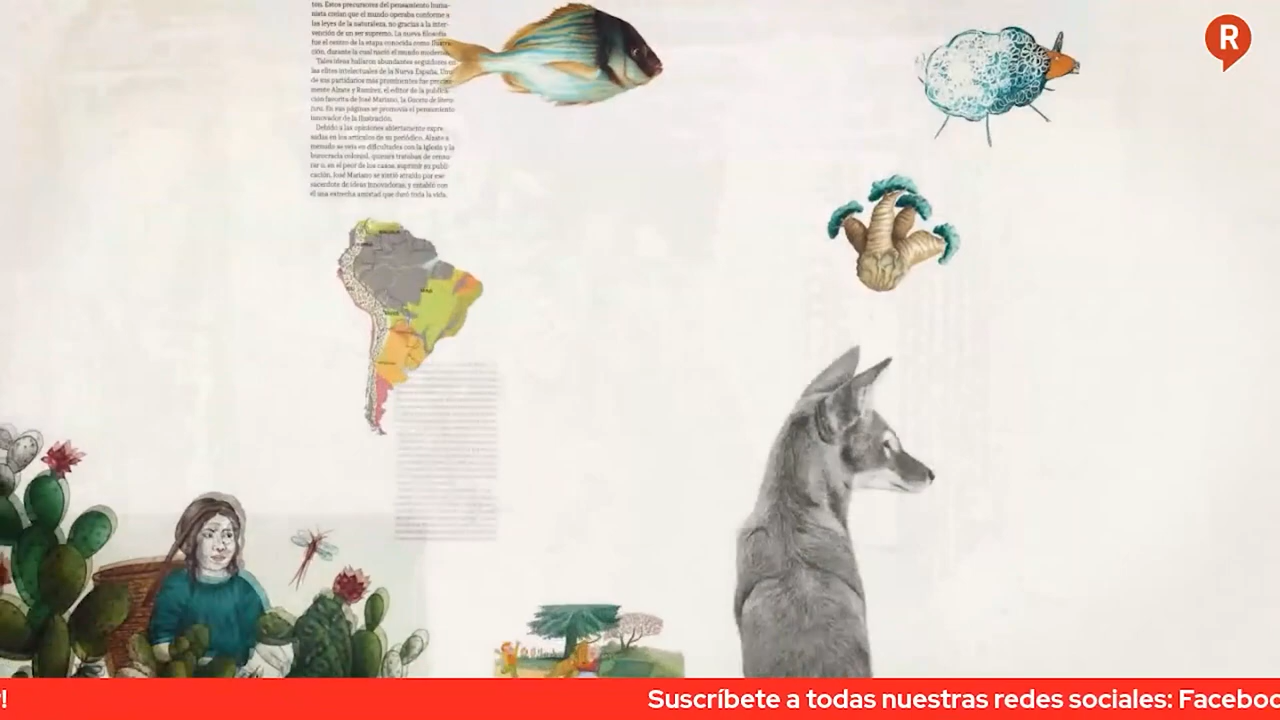 tes. Estos precursores del pensamiento huma-
nista creían que el mundo operaba conforme a
las leyes de la naturaleza, no gracias a la inter-
vención de un ser supremo. La nueva filosofía
fue el centro de la etapa conocida como Ilustra-
ción, durante la cual nació el mundo moderno.
Tales ideas hallaron abundantes seguidores en
las elites intelectuales de la Nueva España. Uno
de sus partidarios más prominentes fue precisa-
mente Alzate y Ramírez, el editor de la publica-
ción favorita de José Mariano, la Gaceta de litera-
tura. En sus páginas se promovía el pensamiento
innovador de la Ilustración.
Debido a las opiniones abiertamente expre-
sadas en los artículos de su periódico, Alzate a
menudo se veía en dificultades con la Iglesia y la
burocracia colonial, quienes trataban de censu-
rar o, en el peor de los casos, suprimir su publi-
cación. José Mariano se sintió atraído por ese
sacerdote de ideas innovadoras, y entabló con
él una estrecha amistad que duró toda la vida.
R
!
Suscríbete a todas nuestras redes sociales: Faceboo